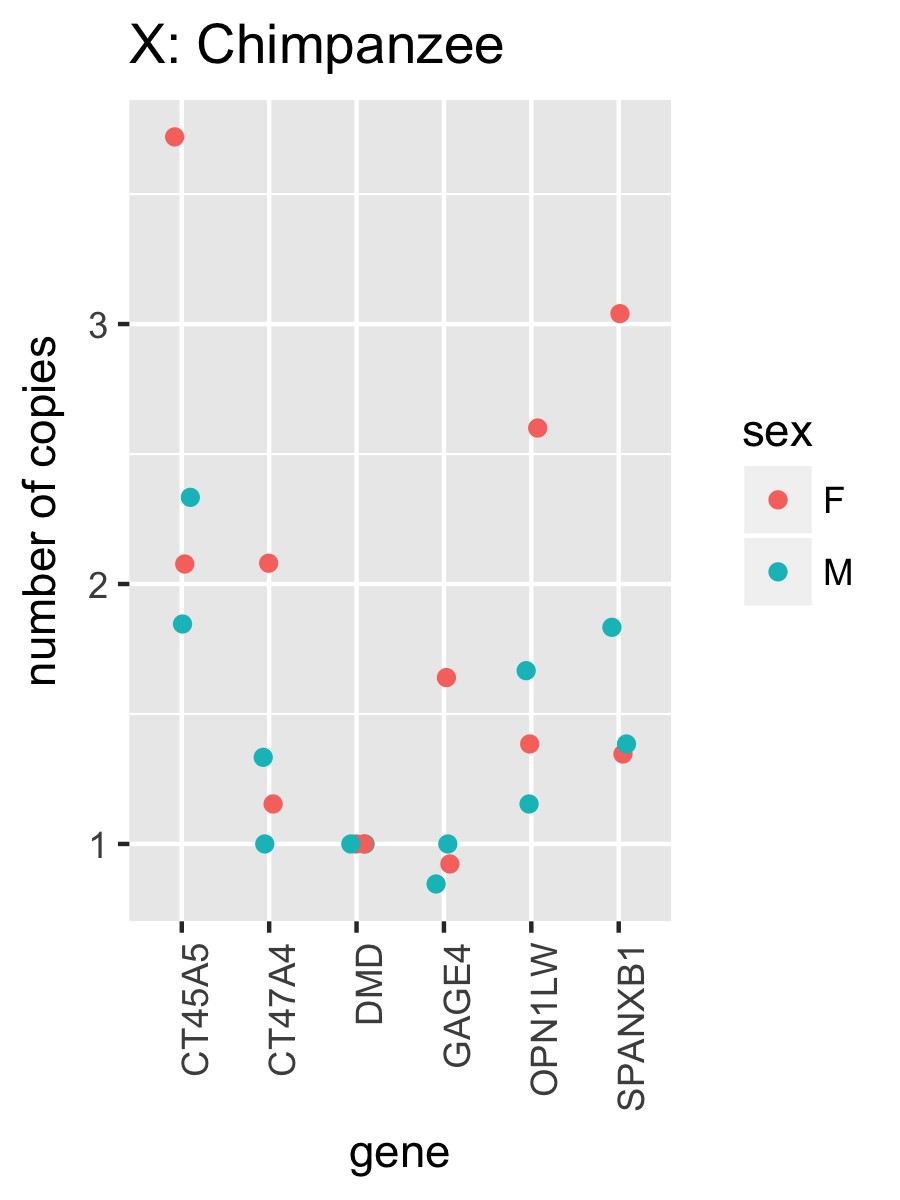 X: Chimpanzee
number of copies
3
2
1
CT45A5
CT47A4
DMD
GAGE4
OPN1LW
SPANXB1
gene
sex
F
M